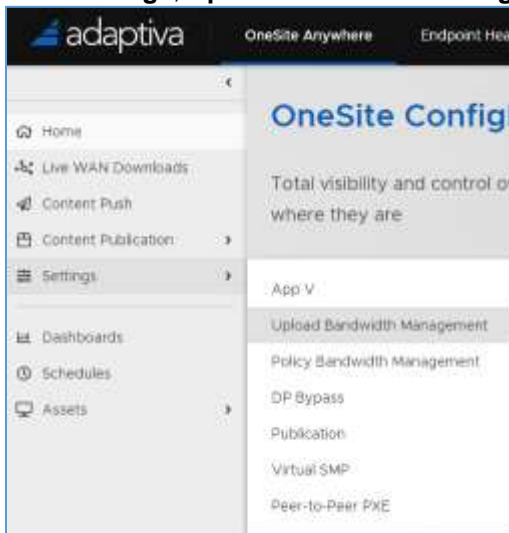 adaptiva
OneSite Anywhere
Endpoint Hea
Home
Live WAN Downloads
Content Push
Content Publication
Settings
Dashboards
Schedules
Assets
OneSite Config
Total visibility and control o
where they are
App V
Upload Bandwidth Management
Policy Bandwidth Management
DP Bypass
Publication
Virtual SMP
Peer-to-Peer PXE